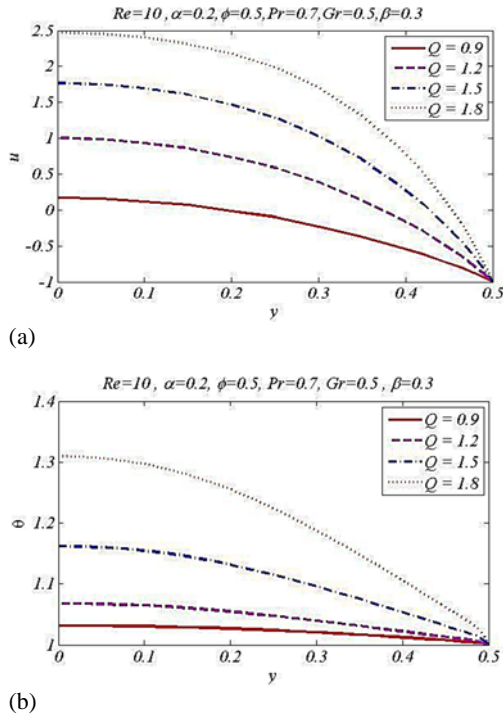 Re=10 , α=0.2, ϕ=0.5, Pr=0.7,Gr=0.5,β=0.3
2.5
2
1.5
1
0.5
0
-0.5
-1
u
Q = 0.9
Q = 1.2
Q = 1.5
Q = 1.8
0
0.1
0.2
0.3
0.4
0.5
y
(a)
Re=10 , α=0.2, ϕ=0.5, Pr=0.7, Gr=0.5 , β=0.3
1.4
1.3
1.2
1.1
1
θ
Q = 0.9
Q = 1.2
Q = 1.5
Q = 1.8
0
0.1
0.2
0.3
0.4
0.5
y
(b)